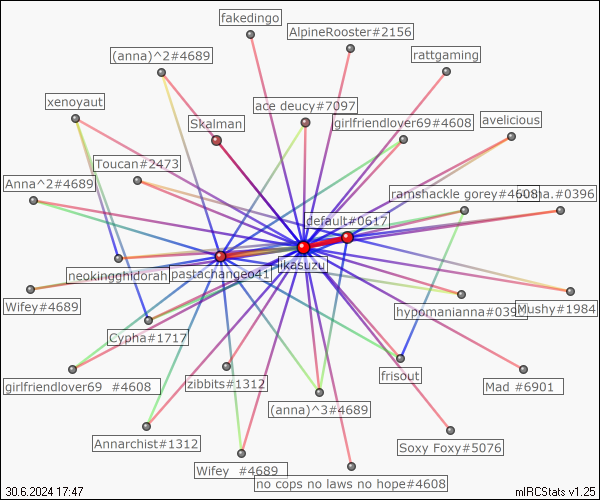 fakedingo
AlpineRooster#2156
(anna)^2#4689
rattgaming
xenoyaut
ace deucy#7097
Skalman
girlfriendlover69#4608
avelicious
Toucan#2473
Anna^2#4689
ramshackle gorey#4608
.#0396
default#0617
likasuzu
neokingghidorah
pastachangeo41
Wifey#4689
hypomanianna#039
Mushy#1984
Cypha#1717
frisout
girlfriendlover69 #4608
zibbits#1312
Mad #6901
(anna)^3#4689
Annarchist#1312
Soxy Foxy#5076
Wifey #4689
no cops no laws no hope#4608
30.6.2024 17:47
mIRCStats v1.25